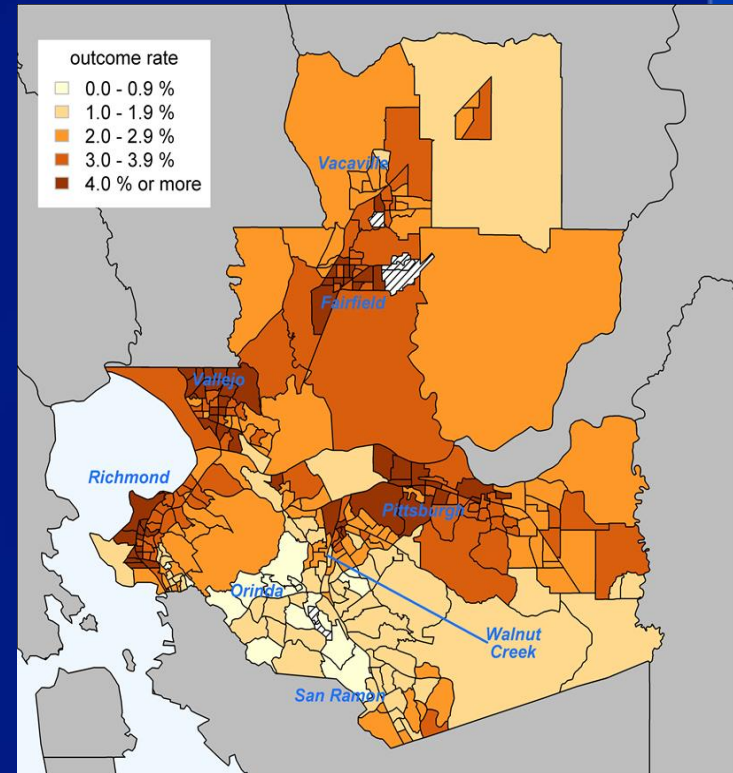 outcome rate
0.0 - 0.9 %
1.0 - 1.9 %
2.0 - 2.9 %
3.0 - 3.9 %
4.0 % or more
Vacaville
Fairfield
Vallejo
Richmond
Pittsburgh
Orinda
Walnut
Creek
San Ramon